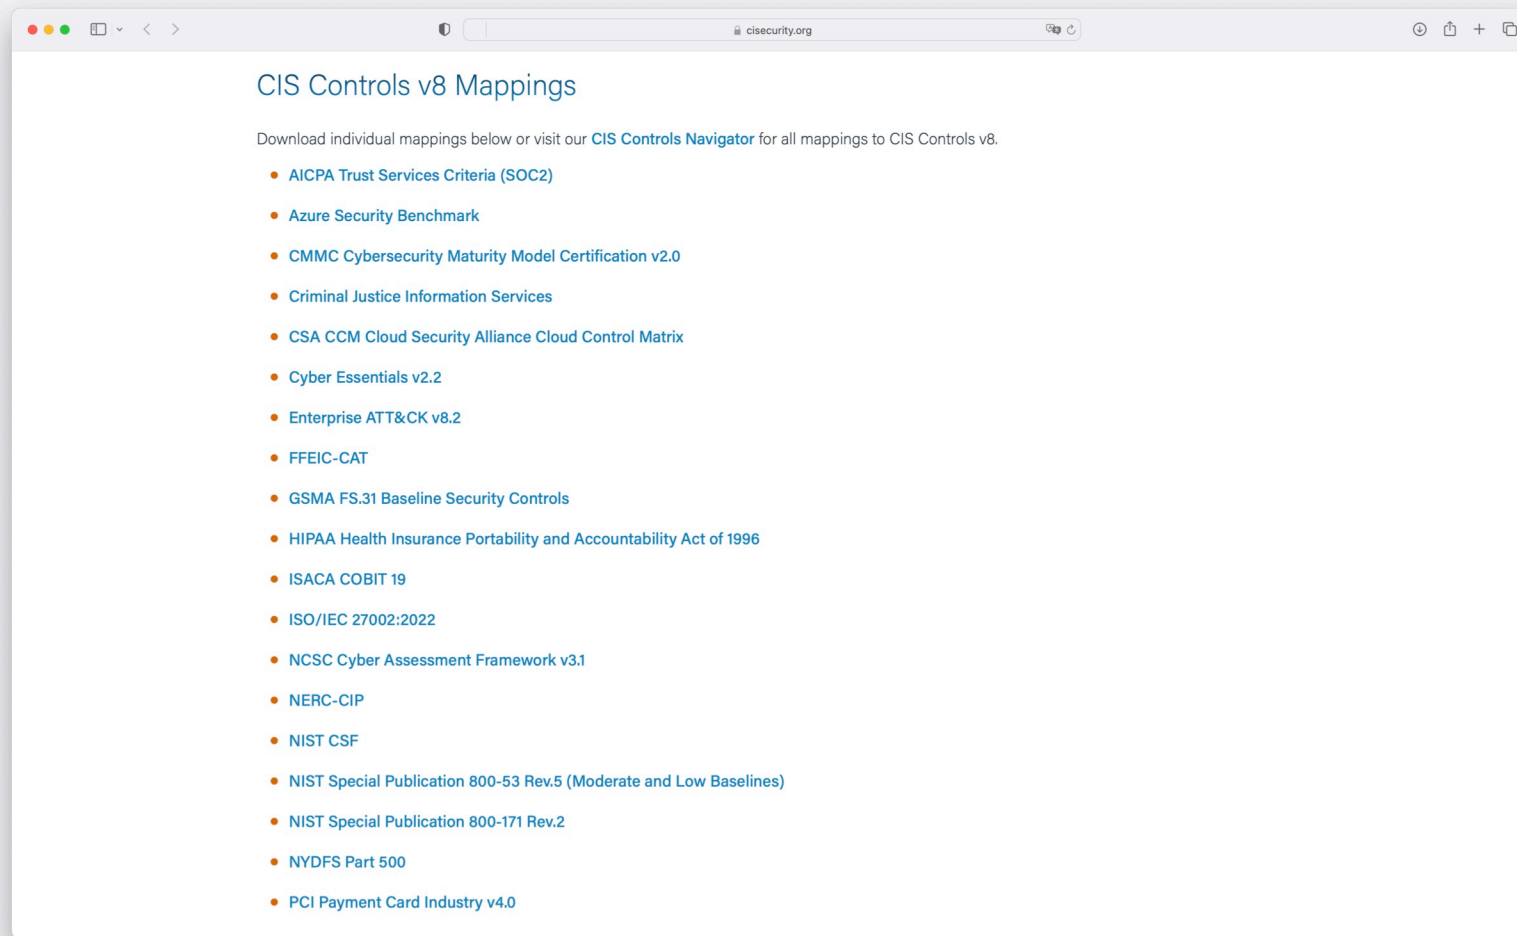 cisecurity.org
CIS Controls v8 Mappings
Download individual mappings below or visit our CIS Controls Navigator for all mappings to CIS Controls v8.
AICPA Trust Services Criteria (SOC2)
Azure Security Benchmark
CMMC Cybersecurity Maturity Model Certification v2.0
Criminal Justice Information Services
CSA CCM Cloud Security Alliance Cloud Control Matrix
Cyber Essentials v2.2
Enterprise ATT&CK v8.2
FFEIC-CAT
GSMA FS.31 Baseline Security Controls
HIPAA Health Insurance Portability and Accountability Act of 1996
ISACA COBIT 19
ISO/IEC 27002:2022
NCSC Cyber Assessment Framework v3.1
NERC-CIP
NIST CSF
NIST Special Publication 800-53 Rev.5 (Moderate and Low Baselines)
NIST Special Publication 800-171 Rev.2
NYDFS Part 500
PCI Payment Card Industry v4.0